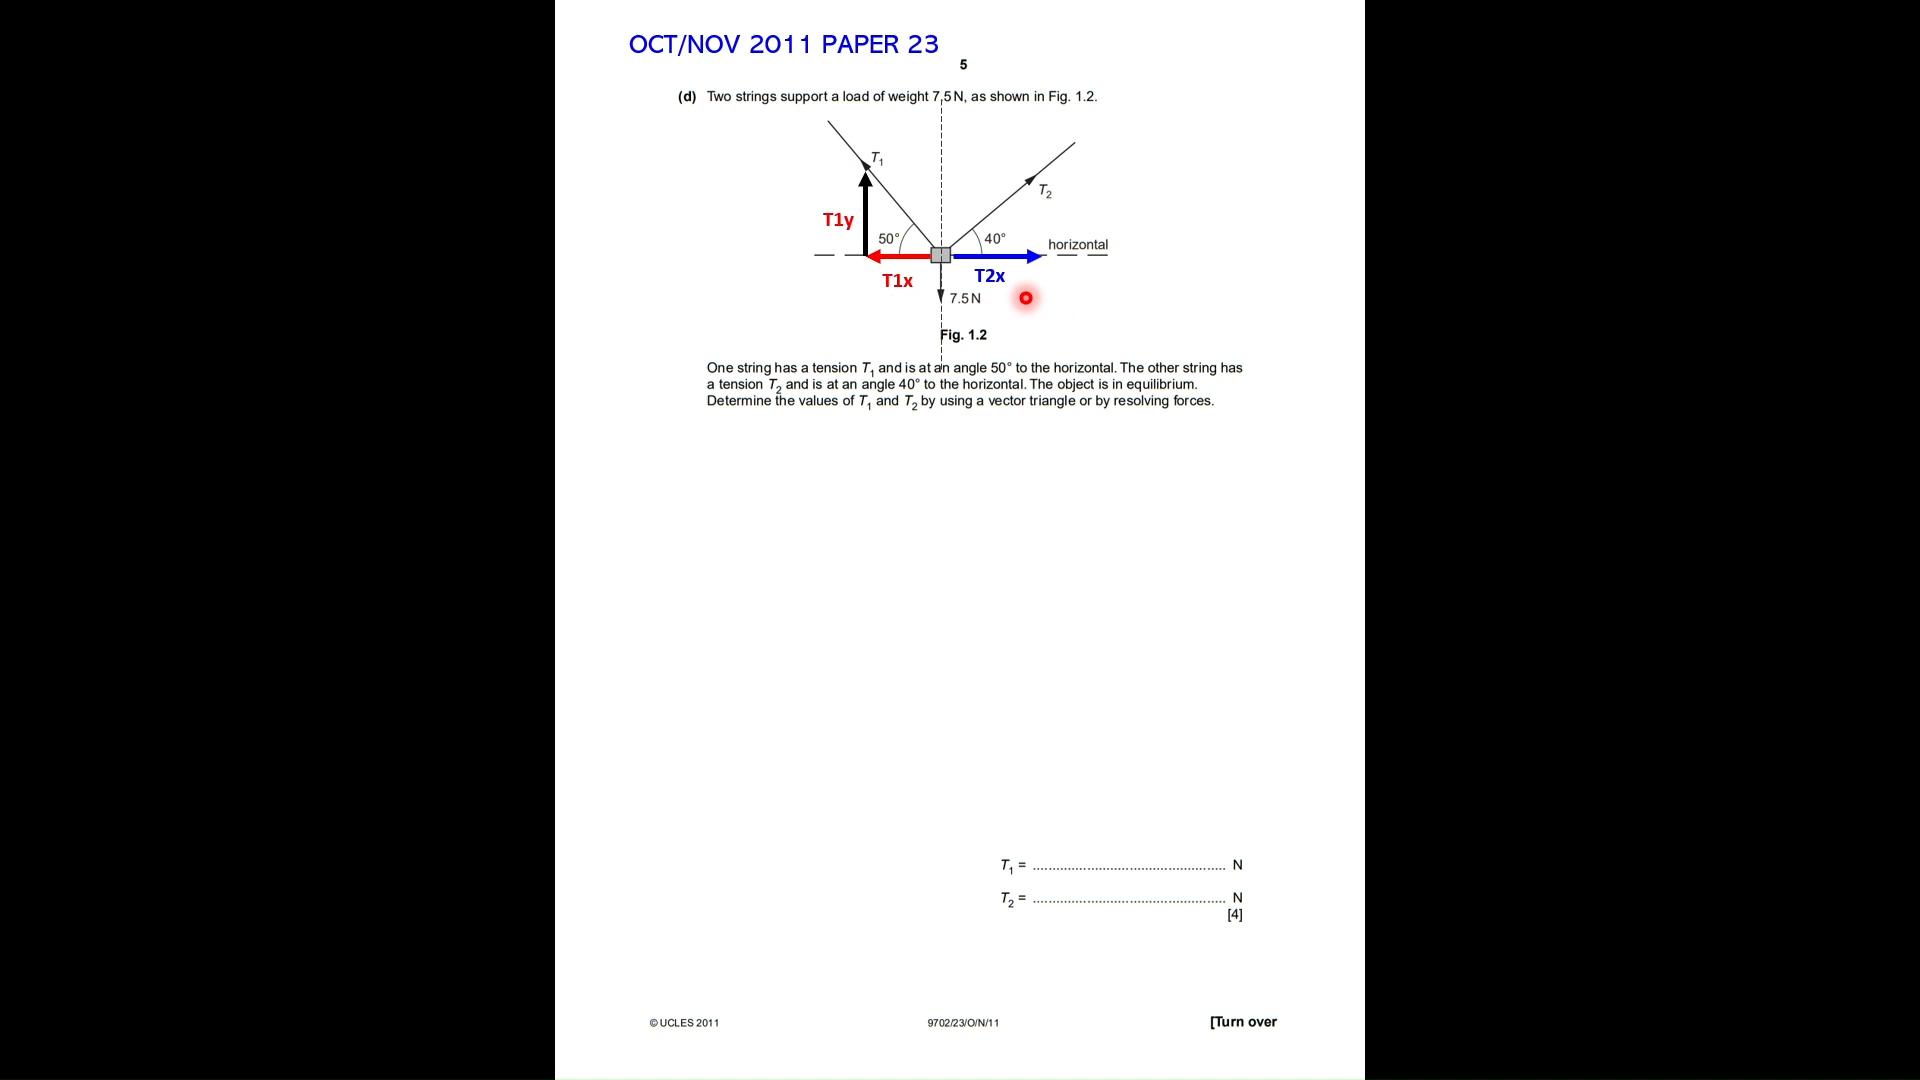 OCT/NOV 2011 PAPER 23
5
(d) Two strings support a load of weight 7.5 N, as shown in Fig. 1.2.
T1
T2
T1y
50°
40°
horizontal
T1x
T2x
7.5 N
Fig. 1.2
One string has a tension T1 and is at an angle 50° to the horizontal. The other string has
a tension T2 and is at an angle 40° to the horizontal. The object is in equilibrium.
Determine the values of T1 and T2 by using a vector triangle or by resolving forces.
T1 = ................................................. N
T2 = ................................................. N
[4]
© UCLES 2011
9702/23/O/N/11
[Turn over